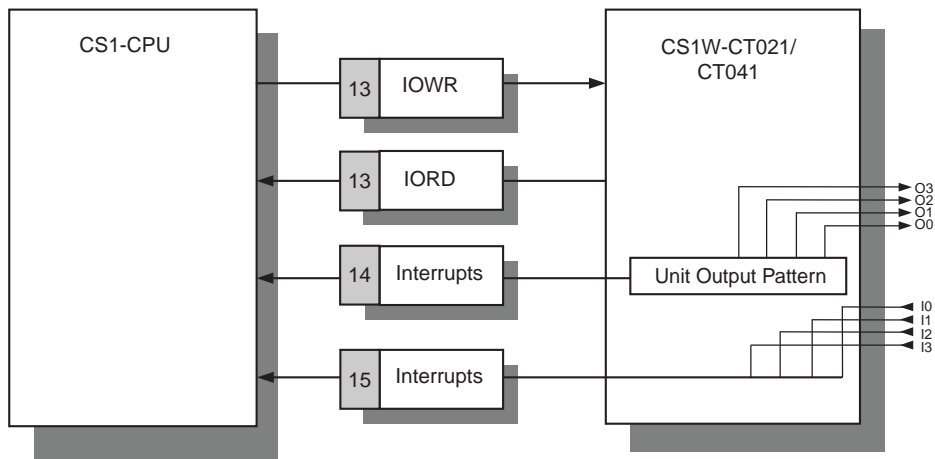 CS1-CPU
CS1W-CT021/
CT041
13 IOWR
13 IORD
O3
O2
O1
O0
14 Interrupts
Unit Output Pattern
I0
I1
I2
I3
15 Interrupts